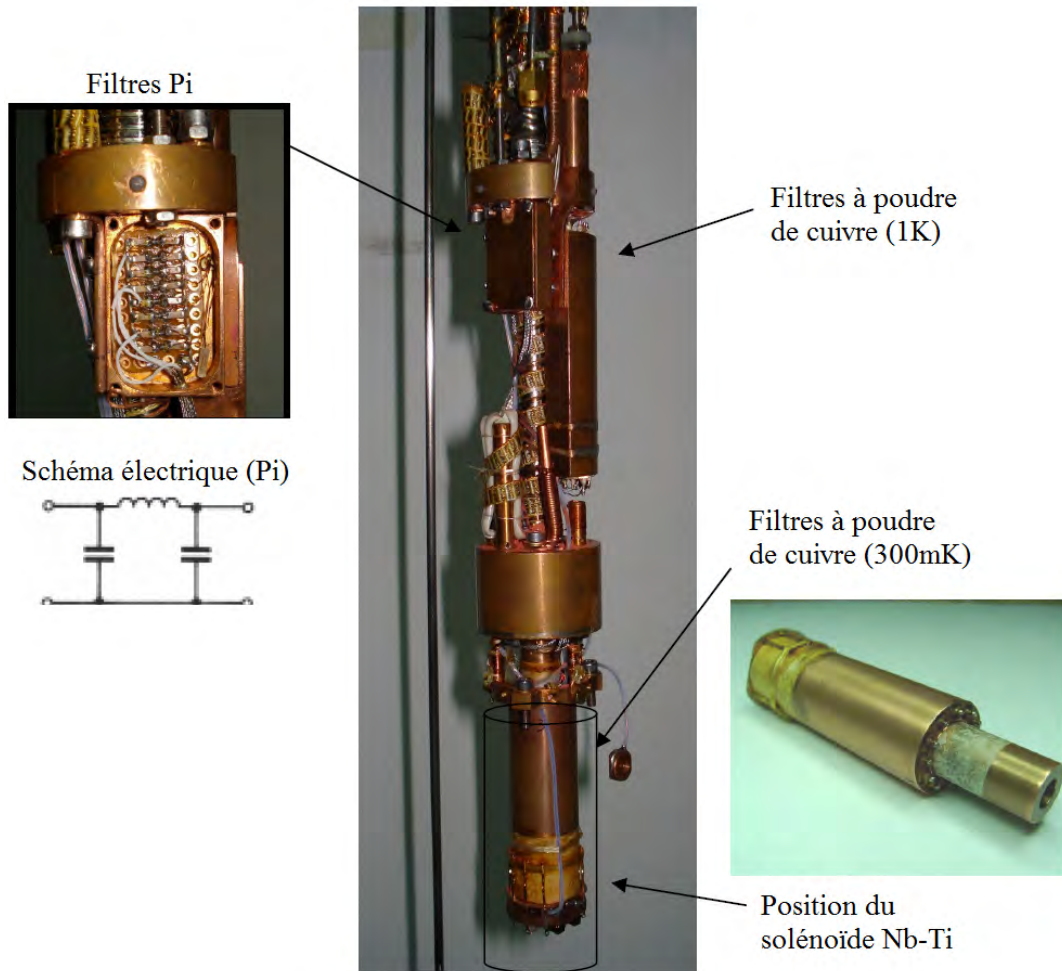 Filtres Pi
Filtres à poudre
de cuivre (1K)
Schéma électrique (Pi)
Filtres à poudre
de cuivre (300mK)
Position du
solénoïde Nb-Ti